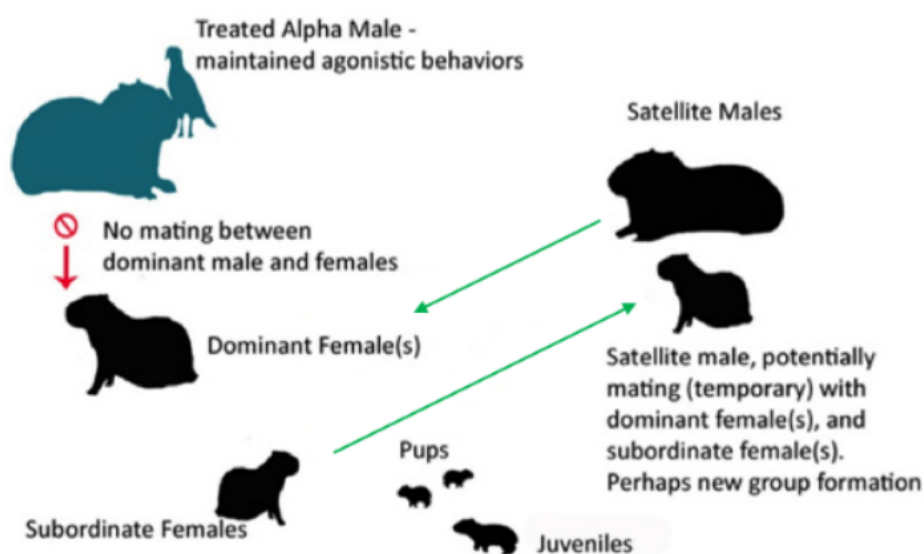 Treated Alpha Male -
maintained agonistic behaviors
Satellite Males
No mating between
dominant male and females
Dominant Female(s)
Satellite male, potentially
mating (temporary) with
dominant female(s), and
subordinate female(s).
Perhaps new group formation
Pups
Subordinate Females
Juveniles